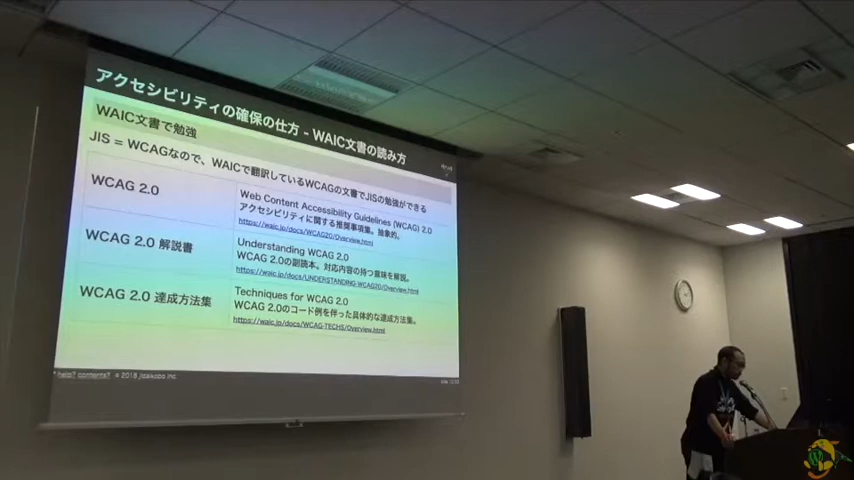 アクセシビリティの確保の仕方 - WAIC文書の読み方
WAIC文書で勉強
JIS = WCAGなので、WAICで翻訳しているWCAGの文書でJISの勉強ができる
WCAG 2.0
Web Content Accessibility Guidelines (WCAG) 2.0
アクセシビリティに関する推奨事項集。抽象的。
https://waic.jp/docs/WCAG20/Overview.html
WCAG 2.0 解説書
Understanding WCAG 2.0
WCAG 2.0の副読本。対応内容の持つ意味を解説。
https://waic.jp/docs/UNDERSTANDING-WCAG20/Overview.html
WCAG 2.0 達成方法集
Techniques for WCAG 2.0
WCAG 2.0のコード例を伴った具体的な達成方法集。
https://waic.jp/docs/WCAG-TECHS/Overview.html
help? contents? © 2018 jidaikobo inc.